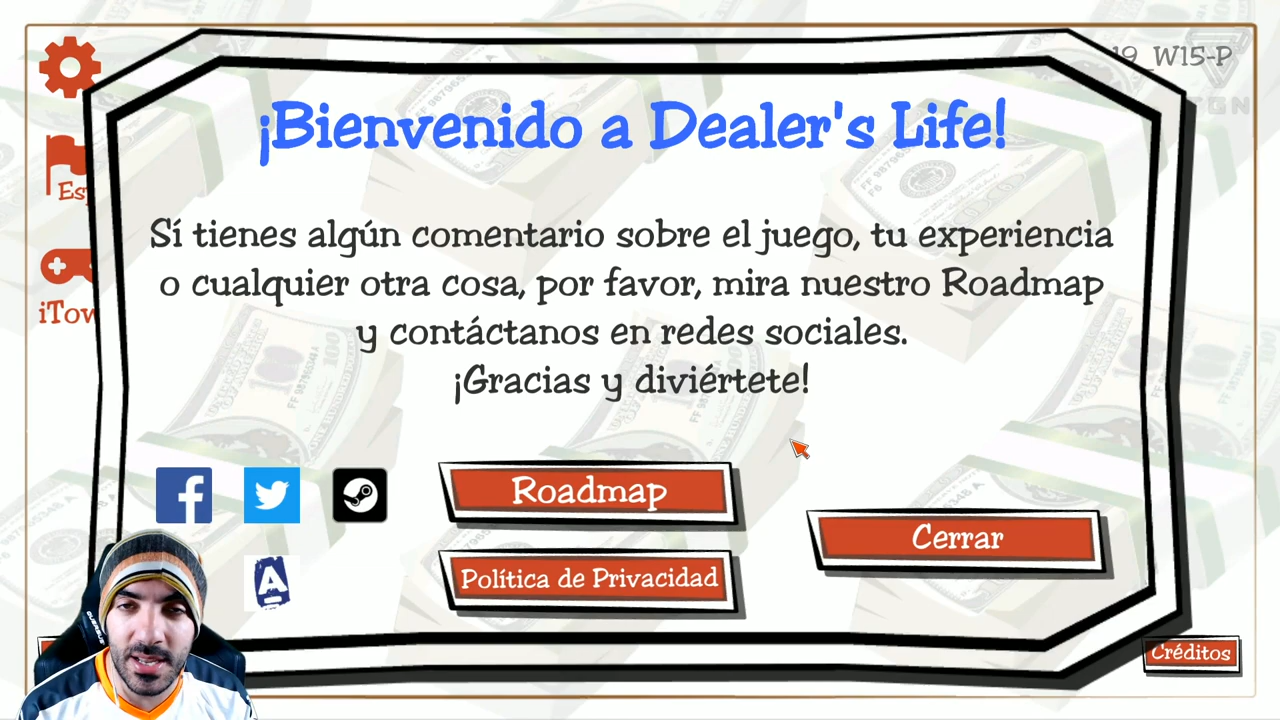 19 W15-P
¡Bienvenido a Dealer's Life!
Sí tienes algún comentario sobre el juego, tu experiencia
o cualquier otra cosa, por favor, mira nuestro Roadmap
y contáctanos en redes sociales.
¡Gracias y diviértete!
Roadmap
Cerrar
Política de Privacidad
Créditos